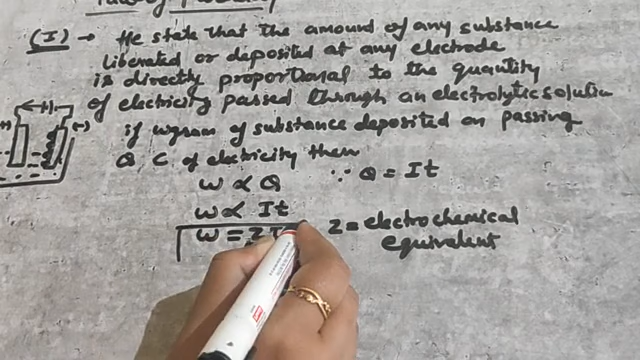 (I) → He state that the amount of any substance
liberated or deposited at any electrode
is directly proportional to the quantity
of electricity passed through an electrolytic solution
if wgram of substance deposited on passing
Q C. of electricity then
w ∝ Q ∵ Q = It
w ∝ It
w = Z I
z = electrochemical
equivalent
(+)
(-)